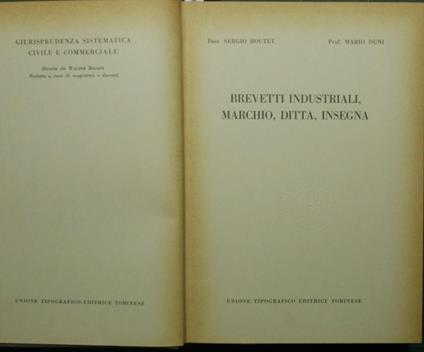 GIURISPRUDENZA SISTEMATICA
CIVILE E COMMERCIALE
Diretta da WALTER BIGIAVI
Redatta a cura di magistrati e docenti
UNIONE TIPOGRAFICO-EDITRICE TORINESE
Dott. SERGIO BOUTET Prof. MARIO DUNI
BREVETTI INDUSTRIALI,
MARCHIO, DITTA, INSEGNA
UNIONE TIPOGRAFICO-EDITRICE TORINESE